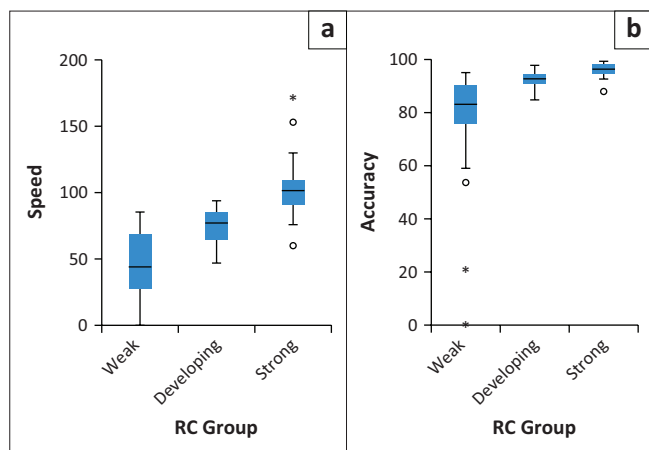 a
200
150
100
50
0
Speed
Weak
Developing
Strong
RC Group
b
100
80
60
40
20
0
Accuracy
Weak
Developing
Strong
RC Group